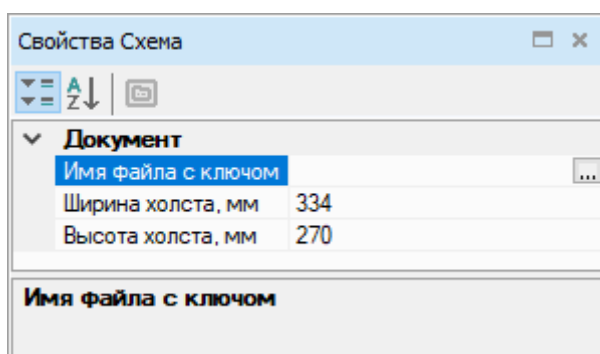 Свойства Схема
Документ
Имя файла с ключом
...
Ширина холста, мм 334
Высота холста, мм 270
Имя файла с ключом